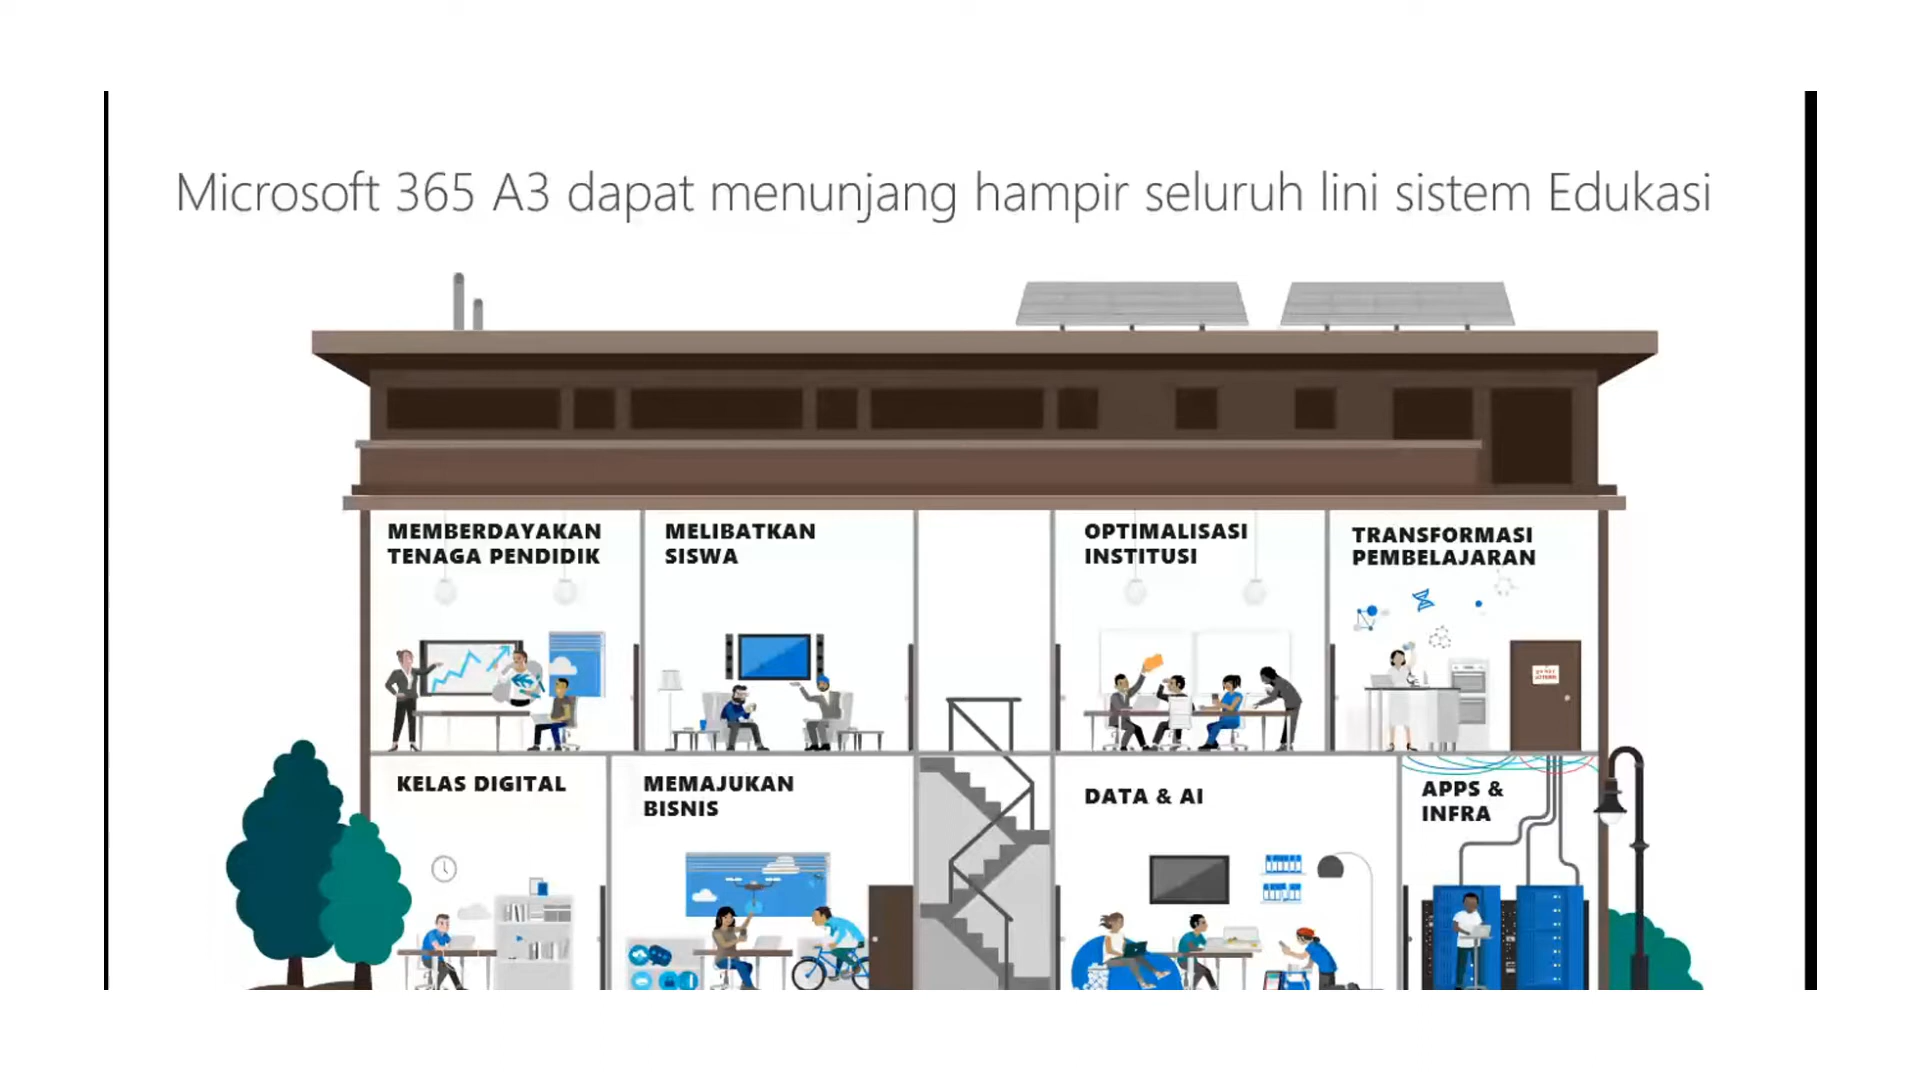 Microsoft 365 A3 dapat menunjang hampir seluruh lini sistem Edukasi
MEMBERDAYAKAN
TENAGA PENDIDIK
MELIBATKAN
SISWA
OPTIMALISASI
INSTITUSI
TRANSFORMASI
PEMBELAJARAN
KELAS DIGITAL
MEMAJUKAN
BISNIS
DATA & AI
APPS &
INFRA